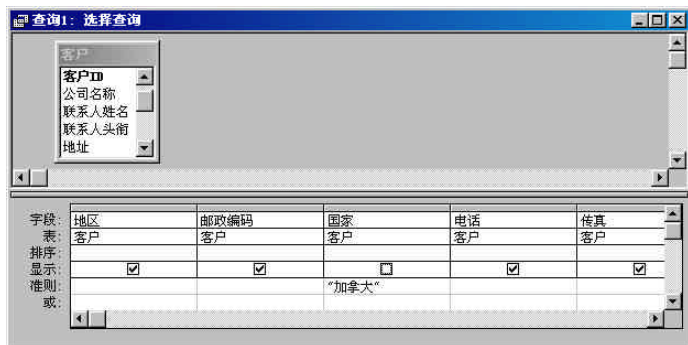 查询1: 选择查询
客户
客户ID
公司名称
联系人姓名
联系人头衔
地址
字段: 地区 邮政编码 国家 电话 传真
表: 客户 客户 客户 客户 客户
排序:
显示:
准则: "加拿大"
或: